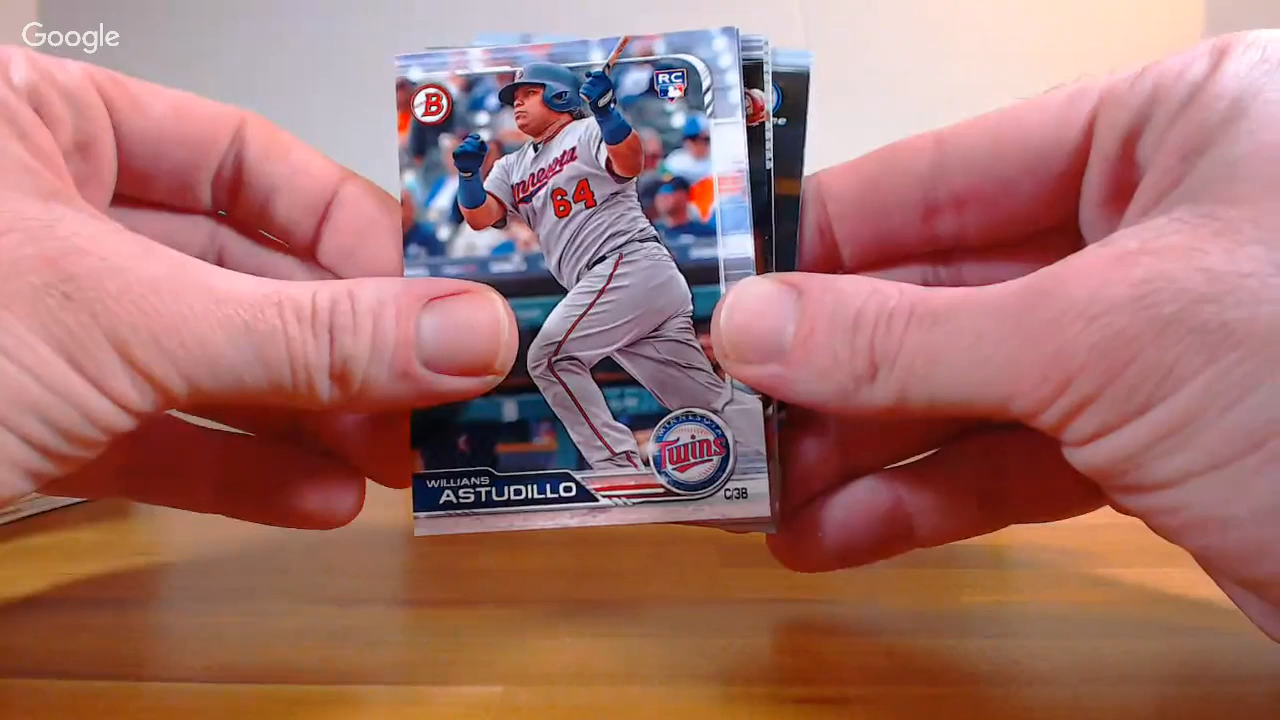 Google
B
RC
Minnesota
64
MINNESOTA
Twins
WILLIANS
ASTUDILLO
C/3B